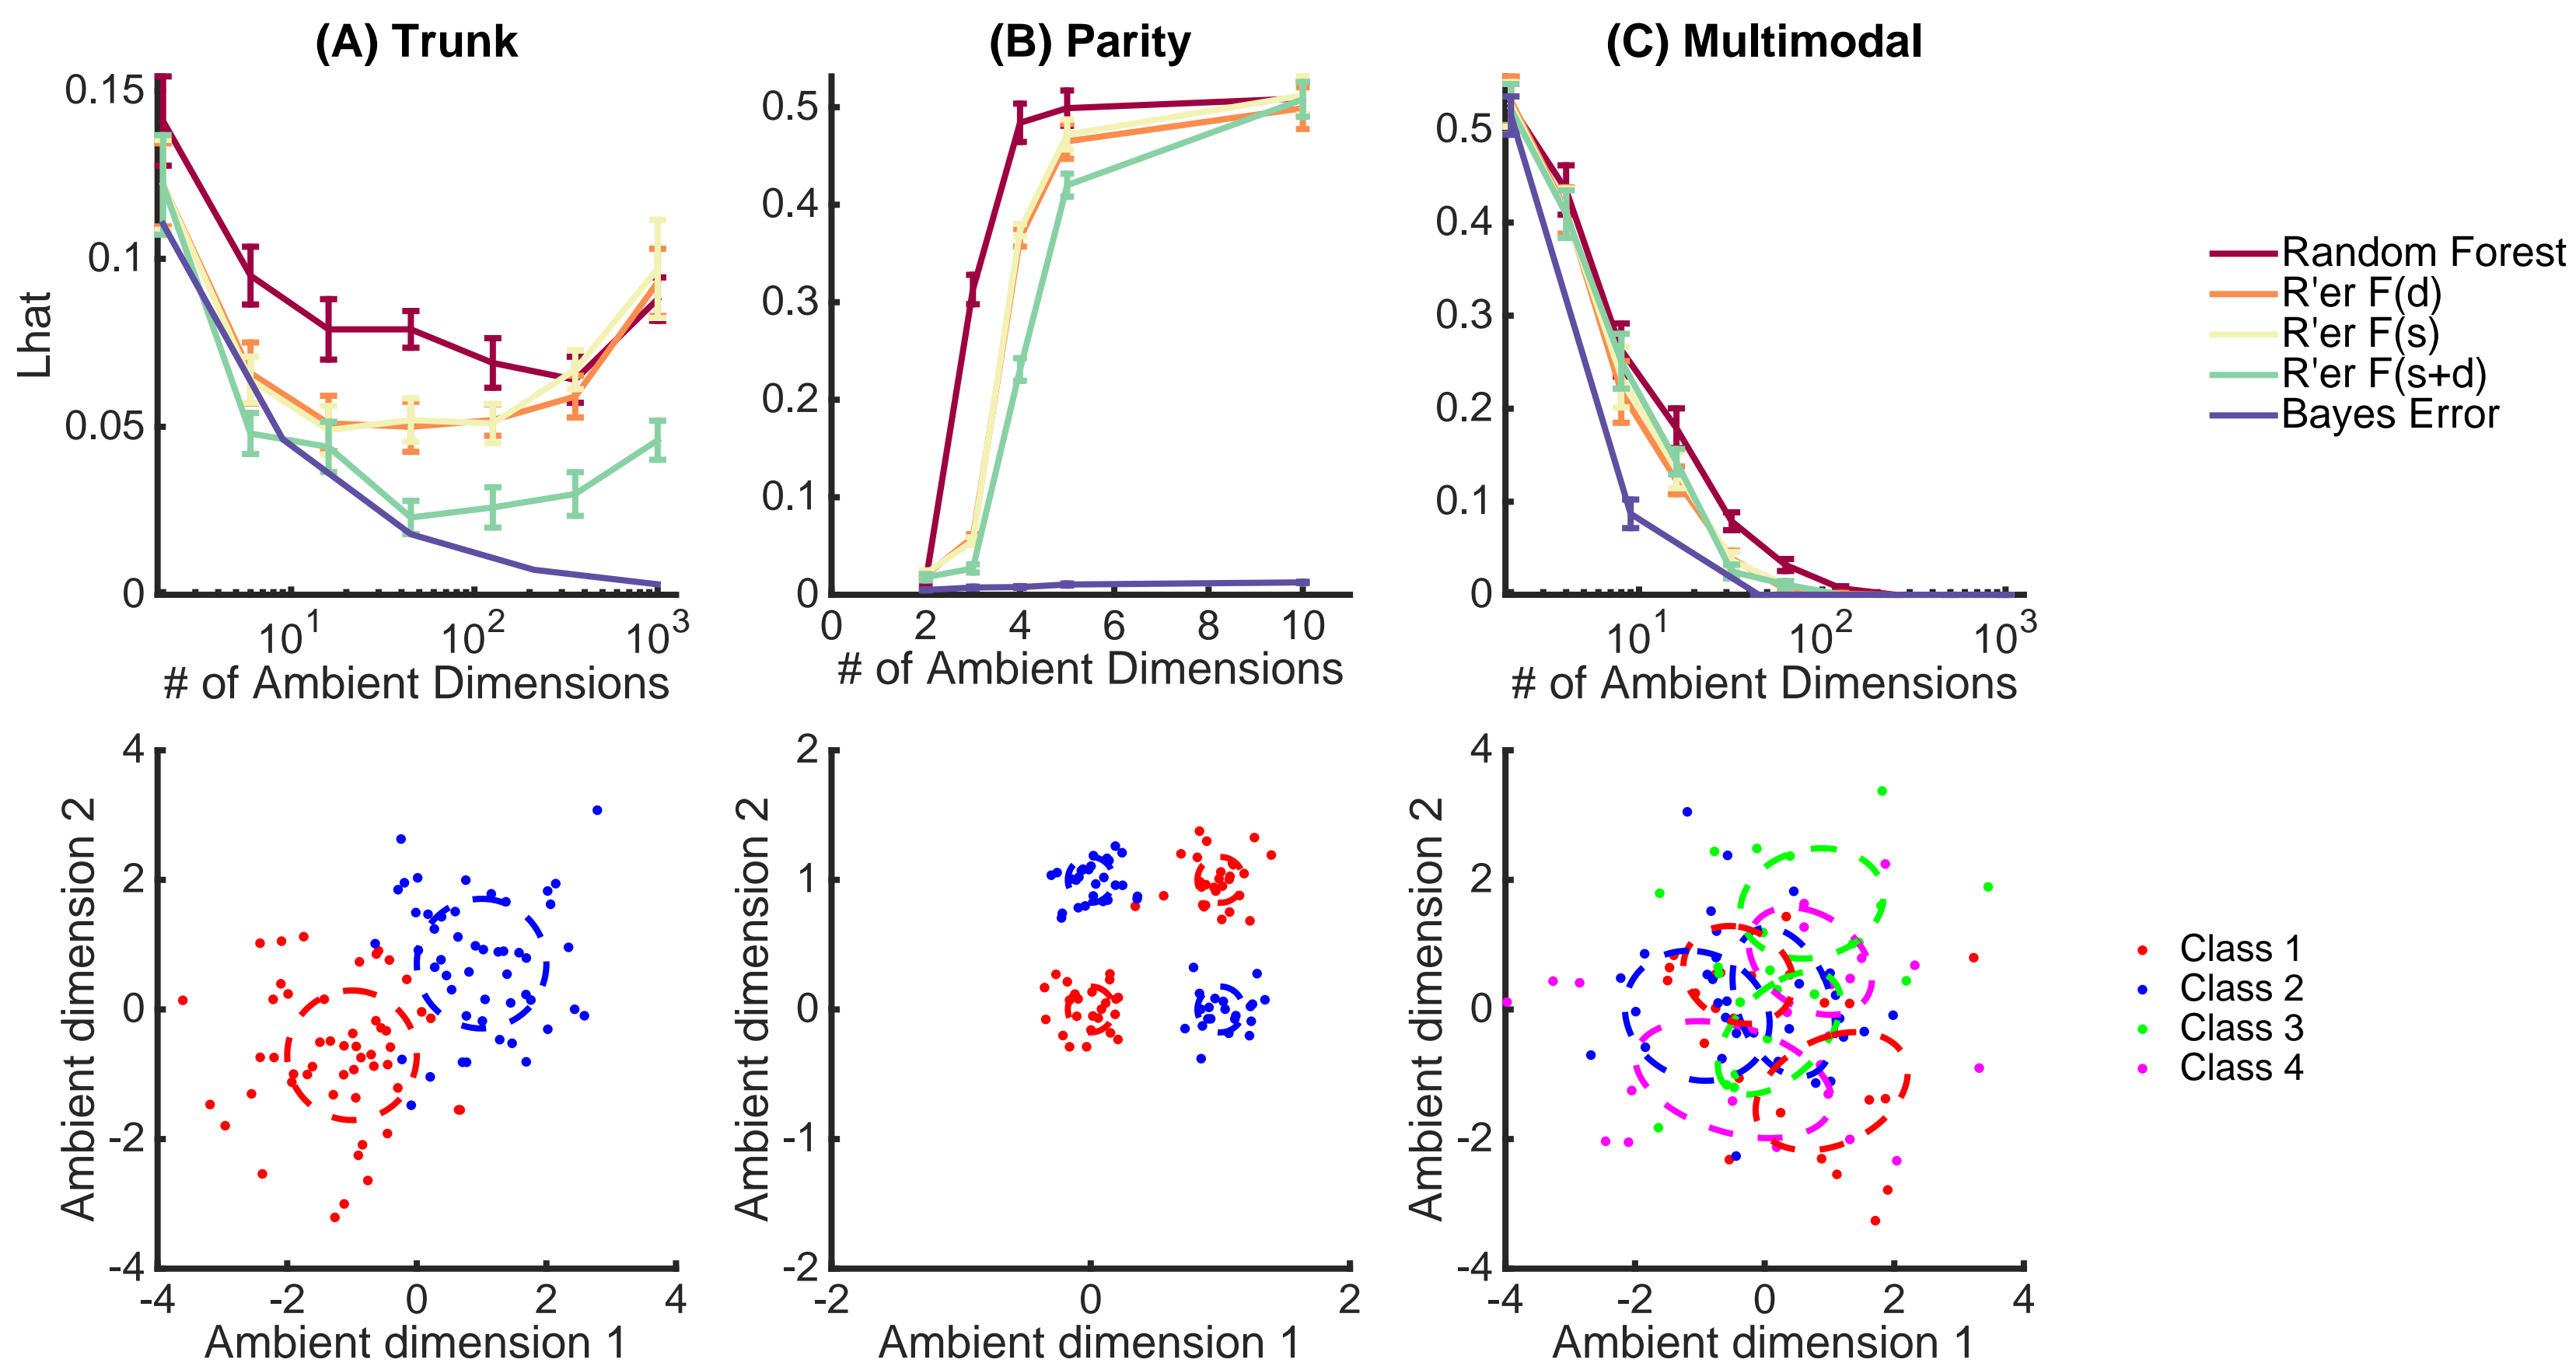 (A) Trunk
(B) Parity
(C) Multimodal
Lhat
0.15
0.1
0.05
0
10^1
10^2
10^3
# of Ambient Dimensions
0.5
0.4
0.3
0.2
0.1
0
0
2
4
6
8
10
# of Ambient Dimensions
0.5
0.4
0.3
0.2
0.1
0
10^1
10^2
10^3
# of Ambient Dimensions
Random Forest
R'er F(d)
R'er F(s)
R'er F(s+d)
Bayes Error
Ambient dimension 2
4
2
0
-2
-4
-4
-2
0
2
4
Ambient dimension 1
Ambient dimension 2
2
1
0
-1
-2
-2
0
2
Ambient dimension 1
Ambient dimension 2
4
2
0
-2
-4
-4
-2
0
2
4
Ambient dimension 1
Class 1
Class 2
Class 3
Class 4